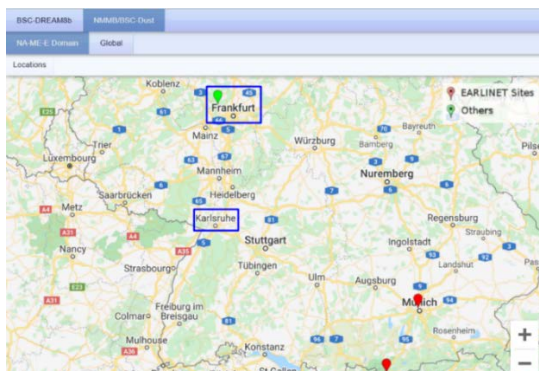 BSC-DREAM8b NMMB/BSC-Dust
NA-ME-E Domain Global
Locations
Koblenz
EARLINET Sites
Others
Frankfurt
Mainz
Bayreuth
Würzburg
Bamberg
Trier
Luxembourg
Mannheim
Nuremberg
Saarbrücken
Heidelberg
Metz
Karlsruhe
Regensburg
Straubing
Nancy
Stuttgart
Ingolstadt
Strasbourg
Tübingen
Landshut
Ulm
Augsburg
Munich
Freiburg im
Breisgau
Colmar
Rosenheim
Mulhouse
Konstanz
+
−